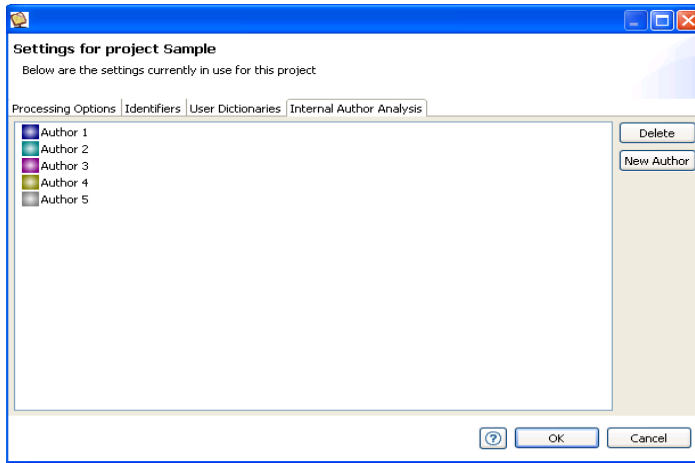 Settings for project Sample
Below are the settings currently in use for this project
Processing Options Identifiers User Dictionaries Internal Author Analysis
Author 1
Author 2
Author 3
Author 4
Author 5
Delete
New Author
? OK Cancel